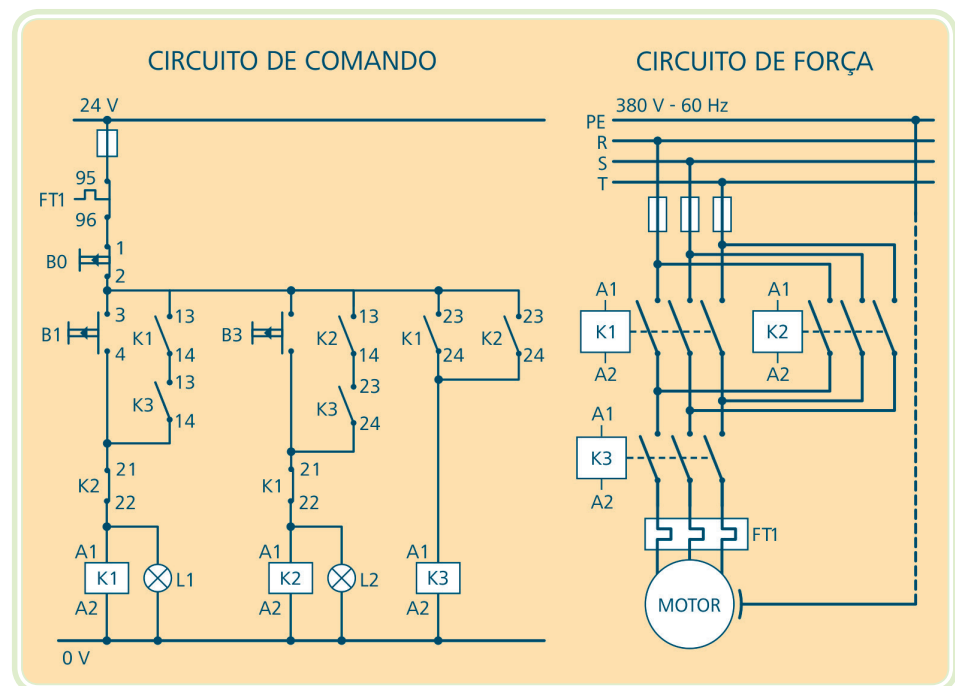 CIRCUITO DE COMANDO
24 V
95
FT1
96
1
B0
2
3
B1
4
13
K1
14
13
K3
14
B3
13
K2
14
23
K3
24
23
K1
24
23
K2
24
21
K2
22
21
K1
22
A1
K1
A2
L1
A1
K2
A2
L2
A1
K3
A2
0 V
CIRCUITO DE FORÇA
380 V - 60 Hz
PE
R
S
T
A1
K1
A2
A1
K2
A2
A1
K3
A2
FT1
MOTOR